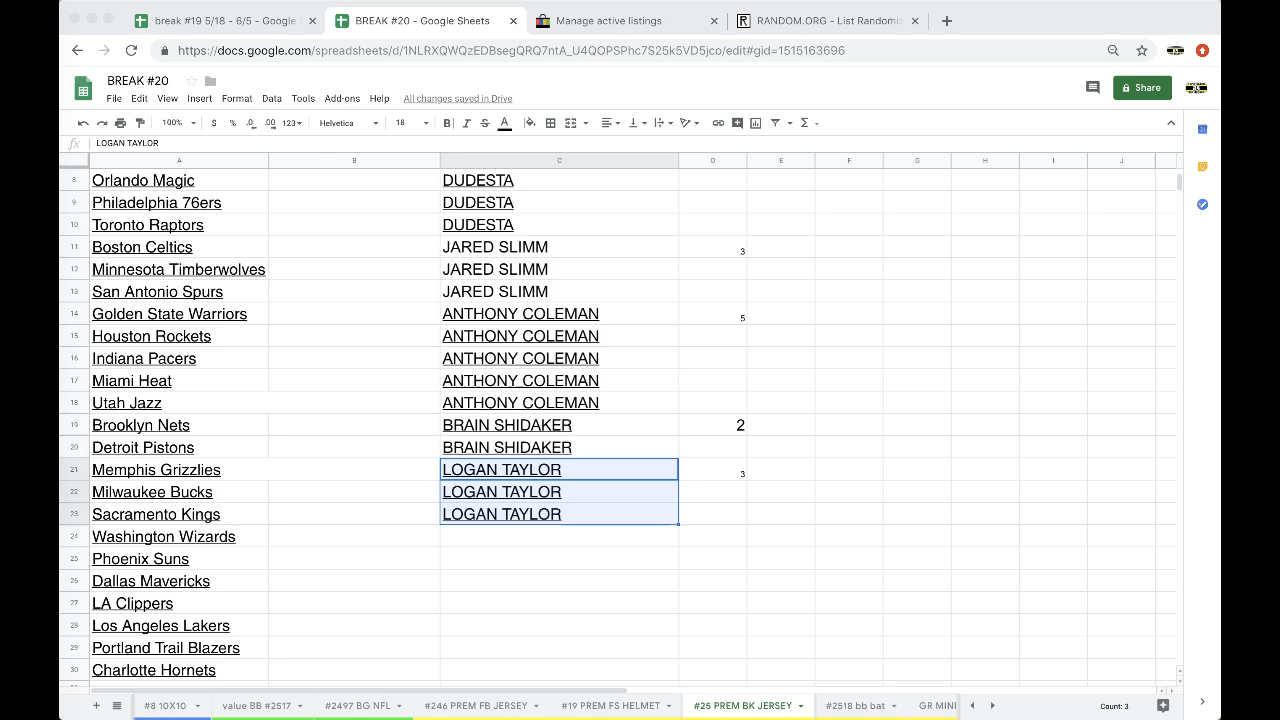 break #19 5/18 - 6/5 - Google
BREAK #20 - Google Sheets
Manage active listings
RANDOM.ORG - List Randomiz
https://docs.google.com/spreadsheets/d/1NLRXQWQzEDBsegQRQ7ntA_U4QOPSPhc7S25k5VD5jco/edit#gid=1515163696
BREAK #20
File Edit View Insert Format Data Tools Add-ons Help All changes saved in Drive
Share
100% $ % .0 .00 123 Helvetica 18 B I S A
fx LOGAN TAYLOR
A B C D E F G H I J
8 Orlando Magic DUDESTA
9 Philadelphia 76ers DUDESTA
10 Toronto Raptors DUDESTA
11 Boston Celtics JARED SLIMM 3
12 Minnesota Timberwolves JARED SLIMM
13 San Antonio Spurs JARED SLIMM
14 Golden State Warriors ANTHONY COLEMAN 5
15 Houston Rockets ANTHONY COLEMAN
16 Indiana Pacers ANTHONY COLEMAN
17 Miami Heat ANTHONY COLEMAN
18 Utah Jazz ANTHONY COLEMAN
19 Brooklyn Nets BRAIN SHIDAKER 2
20 Detroit Pistons BRAIN SHIDAKER
21 Memphis Grizzlies LOGAN TAYLOR 3
22 Milwaukee Bucks LOGAN TAYLOR
23 Sacramento Kings LOGAN TAYLOR
24 Washington Wizards
25 Phoenix Suns
26 Dallas Mavericks
27 LA Clippers
28 Los Angeles Lakers
29 Portland Trail Blazers
30 Charlotte Hornets
#8 10X10 value BB #2517 #2497 BG NFL #246 PREM FB JERSEY #19 PREM FS HELMET #25 PREM BK JERSEY #2518 bb bat GR MINI Count: 3